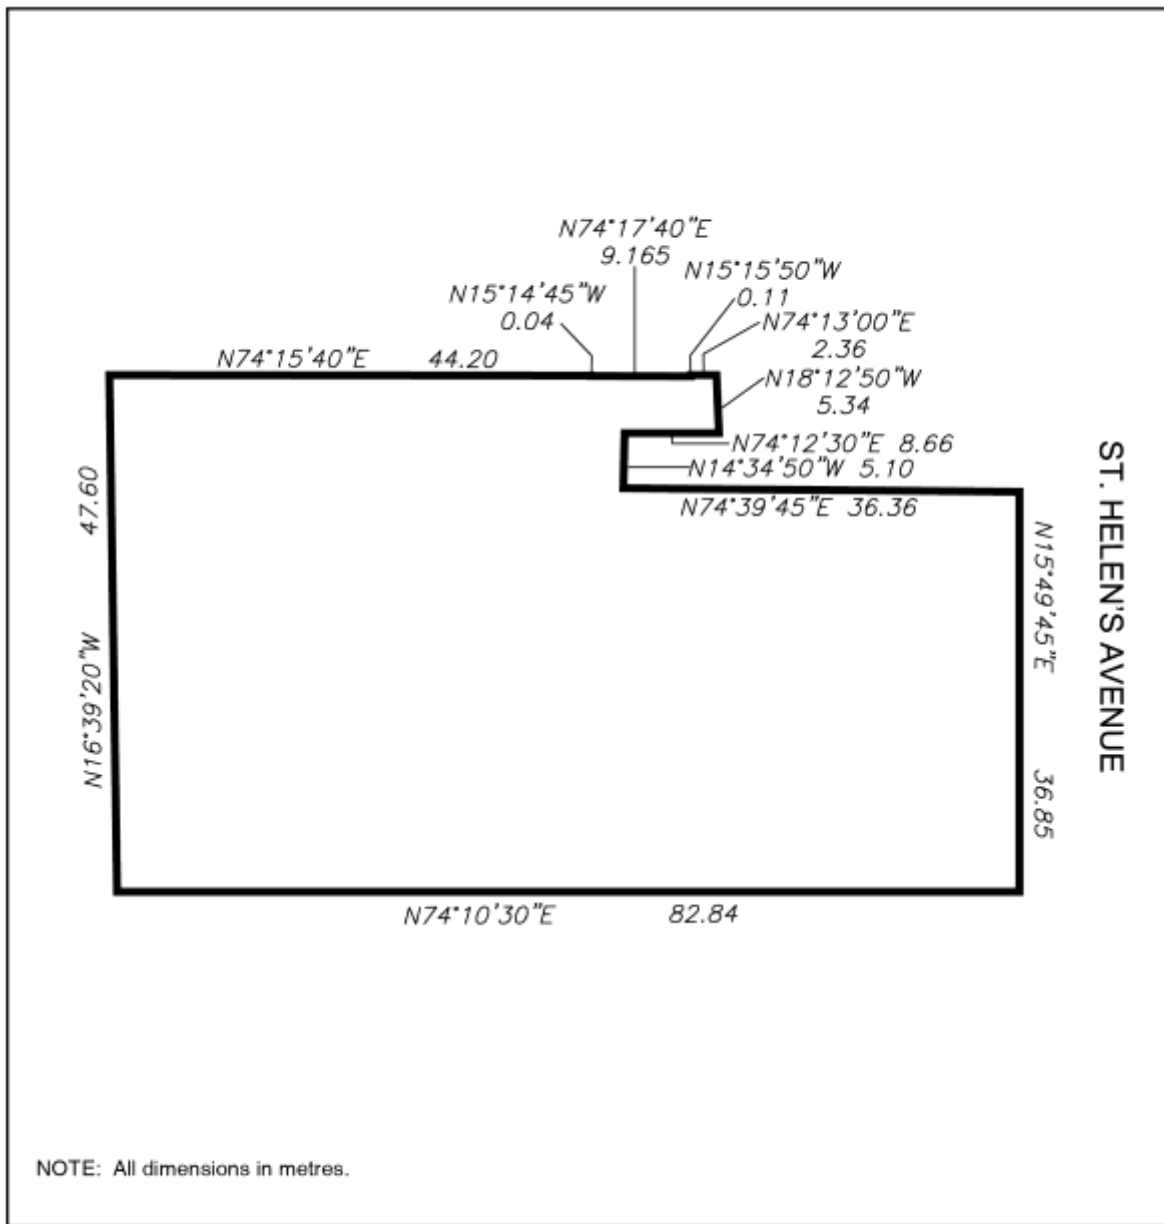 N74°17'40"E
9.165
N15°15'50"W
0.11
N15°14'45"W
0.04
N74°13'00"E
2.36
N74°15'40"E 44.20
N18°12'50"W
5.34
N74°12'30"E 8.66
N14°34'50"W 5.10
N74°39'45"E 36.36
N16°39'20"W 47.60
N15°49'45"E 36.85
ST. HELEN'S AVENUE
N74°10'30"E 82.84
NOTE: All dimensions in metres.